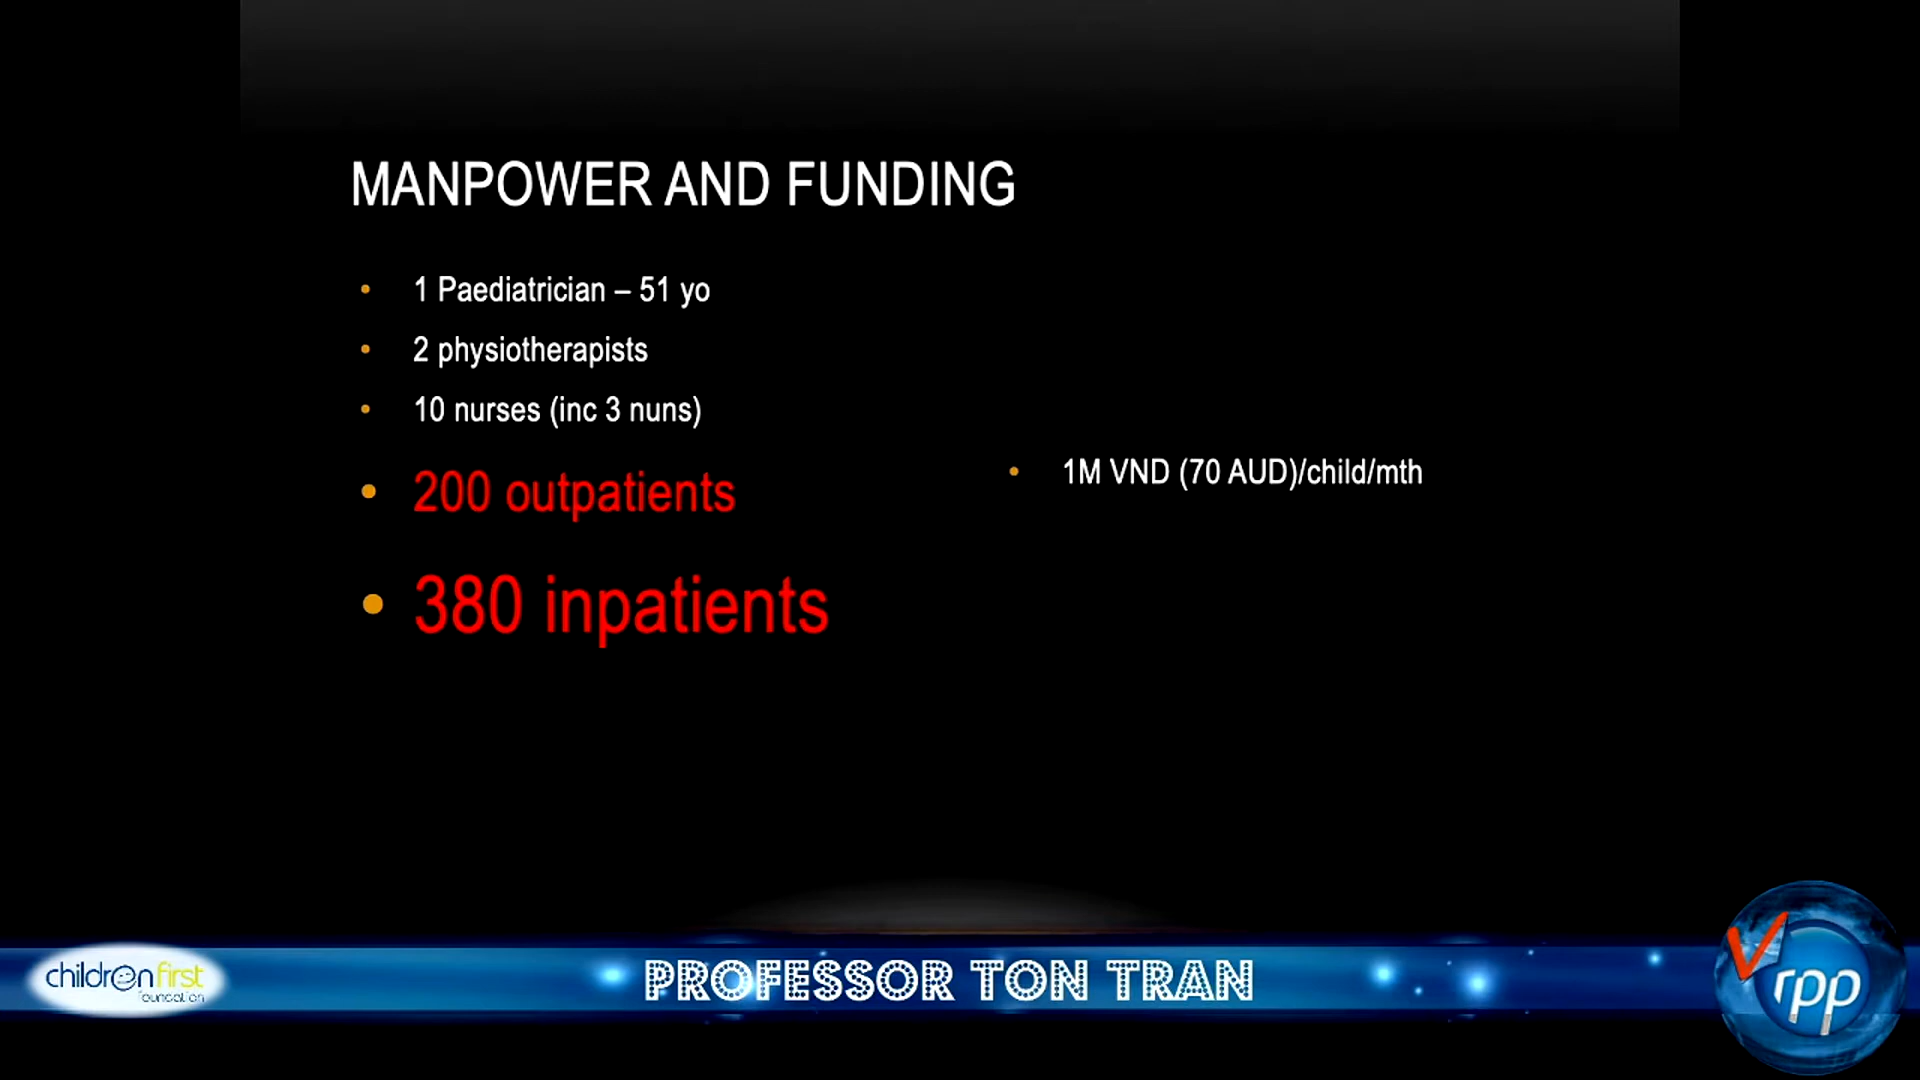 MANPOWER AND FUNDING
1 Paediatrician – 51 yo
2 physiotherapists
10 nurses (inc 3 nuns)
200 outpatients
380 inpatients
1M VND (70 AUD)/child/mth
children first
foundation
PROFESSOR TON TRAN
rpp